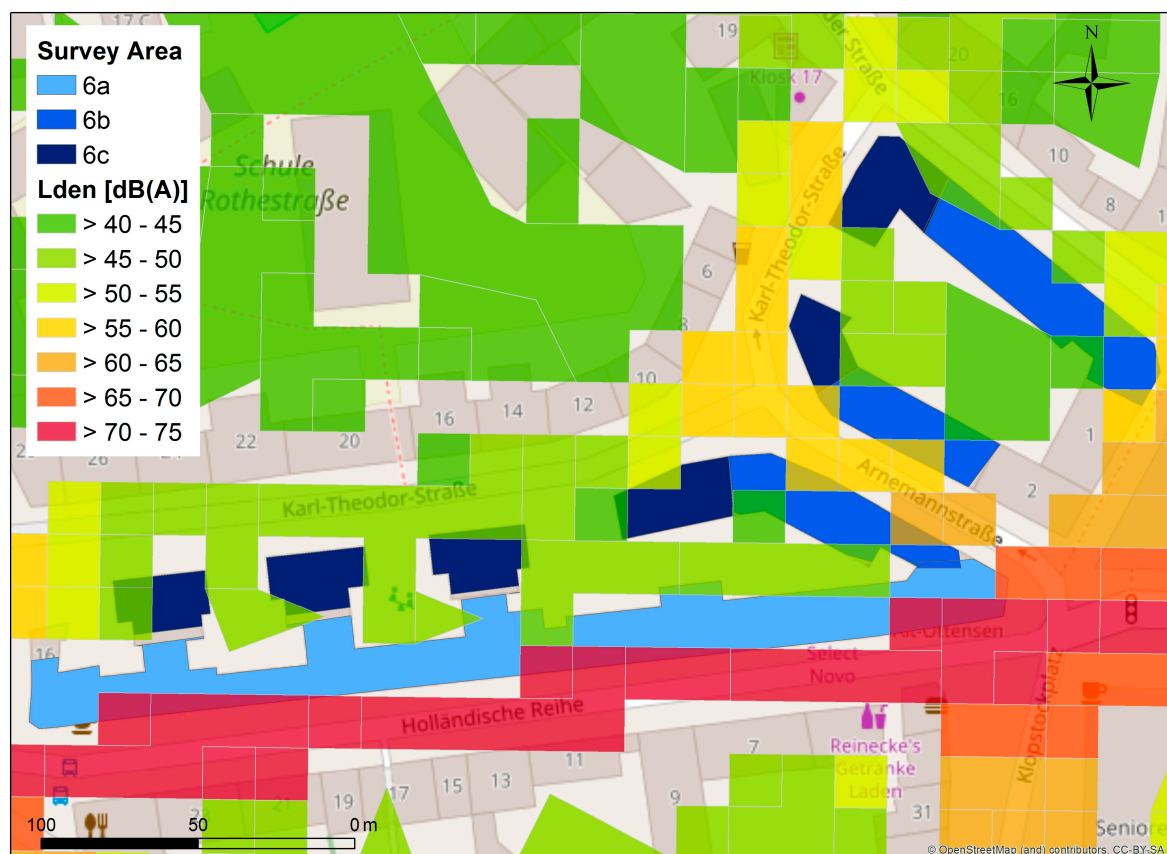 17 C
19
der Straße
20
N
Survey Area
6a
6b
6c
Kiosk 17
16
Lden [dB(A)]
> 40 - 45
> 45 - 50
> 50 - 55
> 55 - 60
> 60 - 65
> 65 - 70
> 70 - 75
Schule
Rothestraße
10
8
6
Karl-Theodor-Straße
8
10
12
14
16
20
22
26
1
2
Karl-Theodor-Straße
Arnemannstraße
16
Alt-Ottensen
Select
Novo
Holländische Reihe
Klopstockplatz
Reinecke's
Getränke
Laden
7
11
13
15
17
19
21
9
31
100 50 0 m
Seniore
© OpenStreetMap (and) contributors, CC-BY-SA